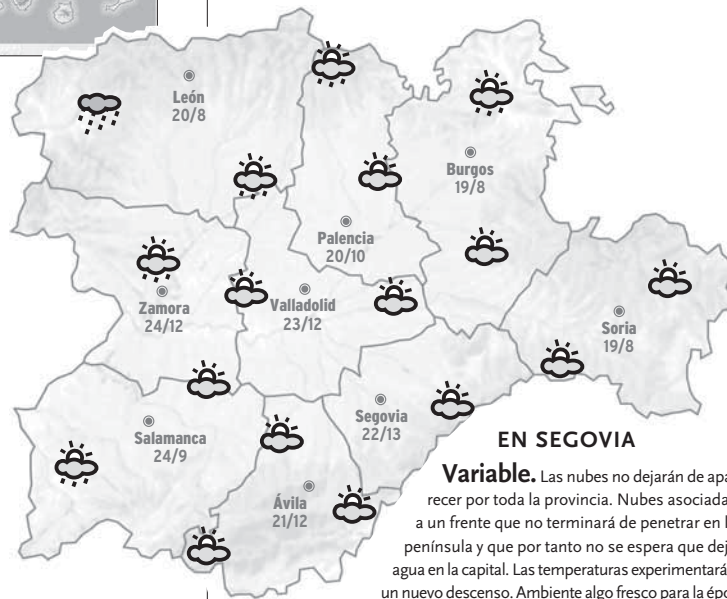 León
20/8
Burgos
19/8
Palencia
20/10
Zamora
24/12
Valladolid
23/12
Soria
19/8
Segovia
22/13
Salamanca
24/9
Ávila
21/12
EN SEGOVIA
Variable. Las nubes no dejarán de apa
recer por toda la provincia. Nubes asociada
a un frente que no terminará de penetrar en l
península y que por tanto no se espera que dej
agua en la capital. Las temperaturas experimentará
un nuevo descenso. Ambiente algo fresco para la épo